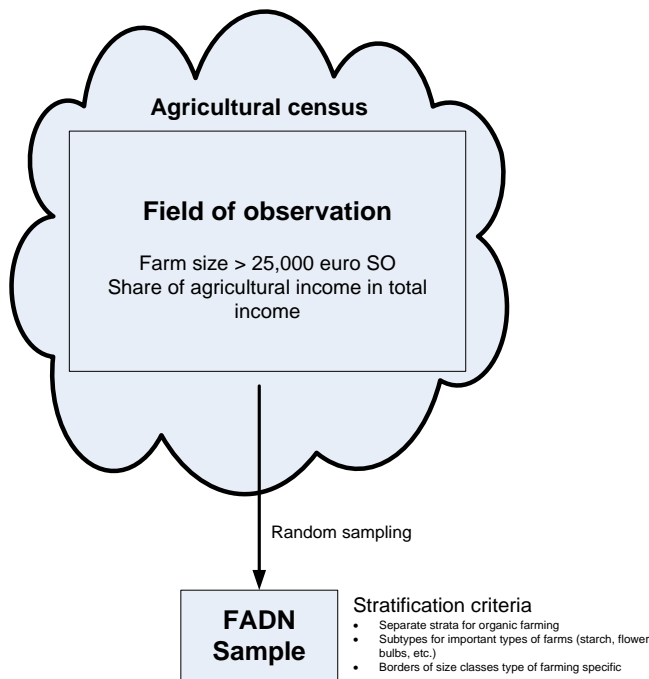 Agricultural census
Field of observation
Farm size > 25,000 euro SO
Share of agricultural income in total
income
Random sampling
FADN
Sample
Stratification criteria
• Separate strata for organic farming
• Subtypes for important types of farms (starch, flower
bulbs, etc.)
• Borders of size classes type of farming specific